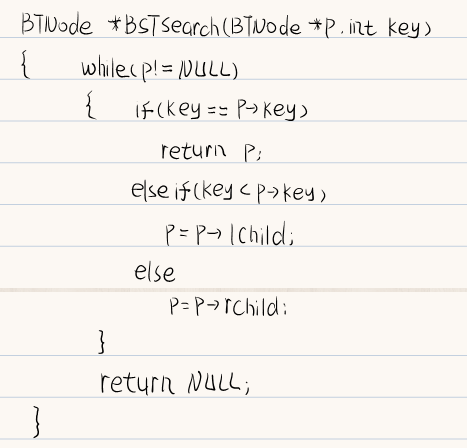 BTNode *BSTsearch(BTNode *P.int key)
{ while(p!=NULL)
{ if(key == P→key)
return p;
else if(key < p→key)
P=P→lchild;
else
P=P→rchild;
}
return NULL;
}